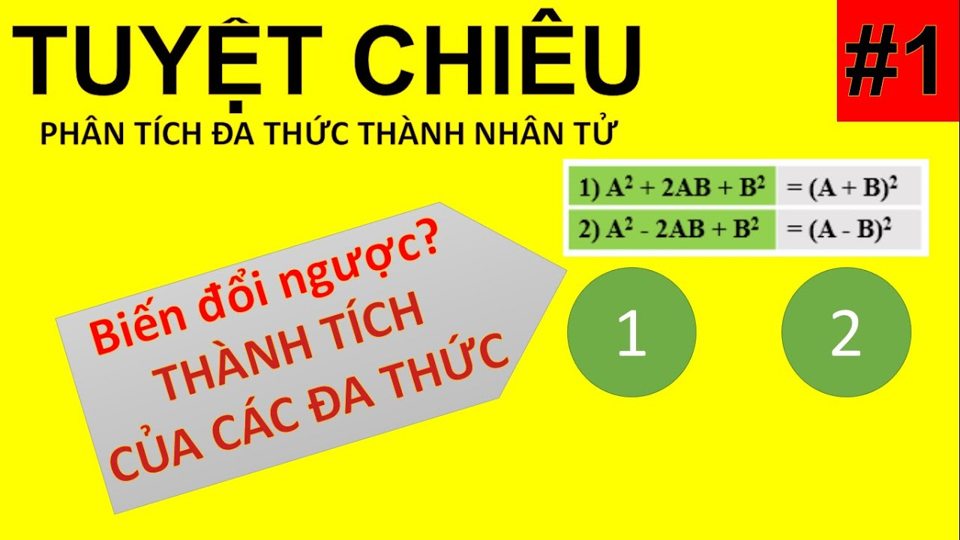 TUYỆT CHIÊU
#1
PHÂN TÍCH ĐA THỨC THÀNH NHÂN TỬ
1) A² + 2AB + B² = (A + B)²
2) A² - 2AB + B² = (A - B)²
Biến đổi ngược?
THÀNH TÍCH
CỦA CÁC ĐA THỨC
1
2